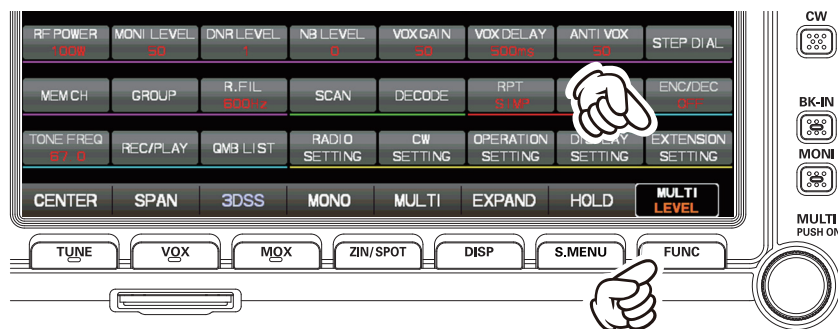 CW
RF POWER MONI LEVEL DNR LEVEL NB LEVEL VOX GAIN VOX DELAY ANTI VOX STEP DIAL
100W 50 1 0 50 500ms 50
MEM CH GROUP R.FIL SCAN DECODE RPT ENC/DEC
600Hz SIMP OFF
BK-IN
TONE FREQ REC/PLAY QMB LIST RADIO SETTING CW SETTING OPERATION SETTING SETTING EXTENSION SETTING
67.0
MONI
CENTER SPAN 3DSS MONO MULTI EXPAND HOLD MULTI LEVEL
MULTI
PUSH ON
TUNE VOX MOX ZIN/SPOT DISP S.MENU FUNC